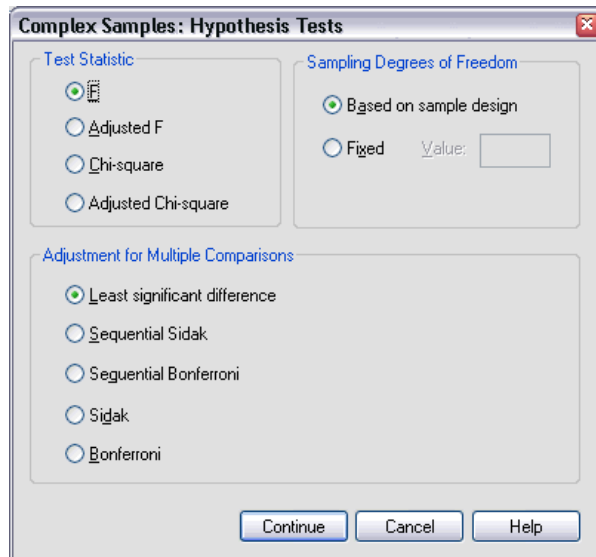 Complex Samples: Hypothesis Tests
Test Statistic
F
Adjusted F
Chi-square
Adjusted Chi-square
Sampling Degrees of Freedom
Based on sample design
Fixed Value:
Adjustment for Multiple Comparisons
Least significant difference
Sequential Sidak
Sequential Bonferroni
Sidak
Bonferroni
Continue Cancel Help